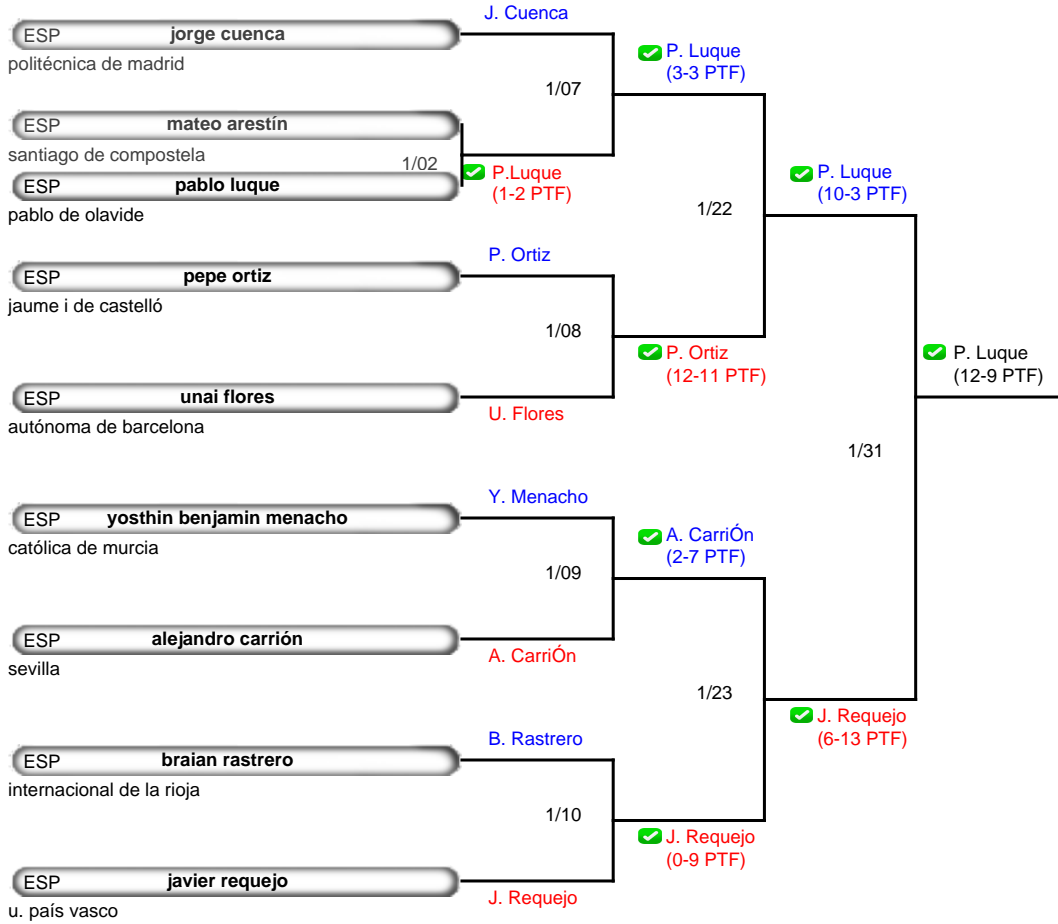 J. Cuenca
ESP jorge cuenca
politécnica de madrid
P. Luque
(3-3 PTF)
1/07
ESP mateo arestín
santiago de compostela
1/02
P.Luque
(1-2 PTF)
ESP pablo luque
pablo de olavide
P. Luque
(10-3 PTF)
1/22
P. Ortiz
ESP pepe ortiz
jaume i de castelló
1/08
P. Ortiz
(12-11 PTF)
P. Luque
(12-9 PTF)
ESP unai flores
autónoma de barcelona
U. Flores
1/31
Y. Menacho
ESP yosthin benjamin menacho
católica de murcia
A. CarriÓn
(2-7 PTF)
1/09
ESP alejandro carrión
sevilla
A. CarriÓn
1/23
J. Requejo
(6-13 PTF)
B. Rastrero
ESP braian rastrero
internacional de la rioja
1/10
J. Requejo
(0-9 PTF)
ESP javier requejo
u. país vasco
J. Requejo